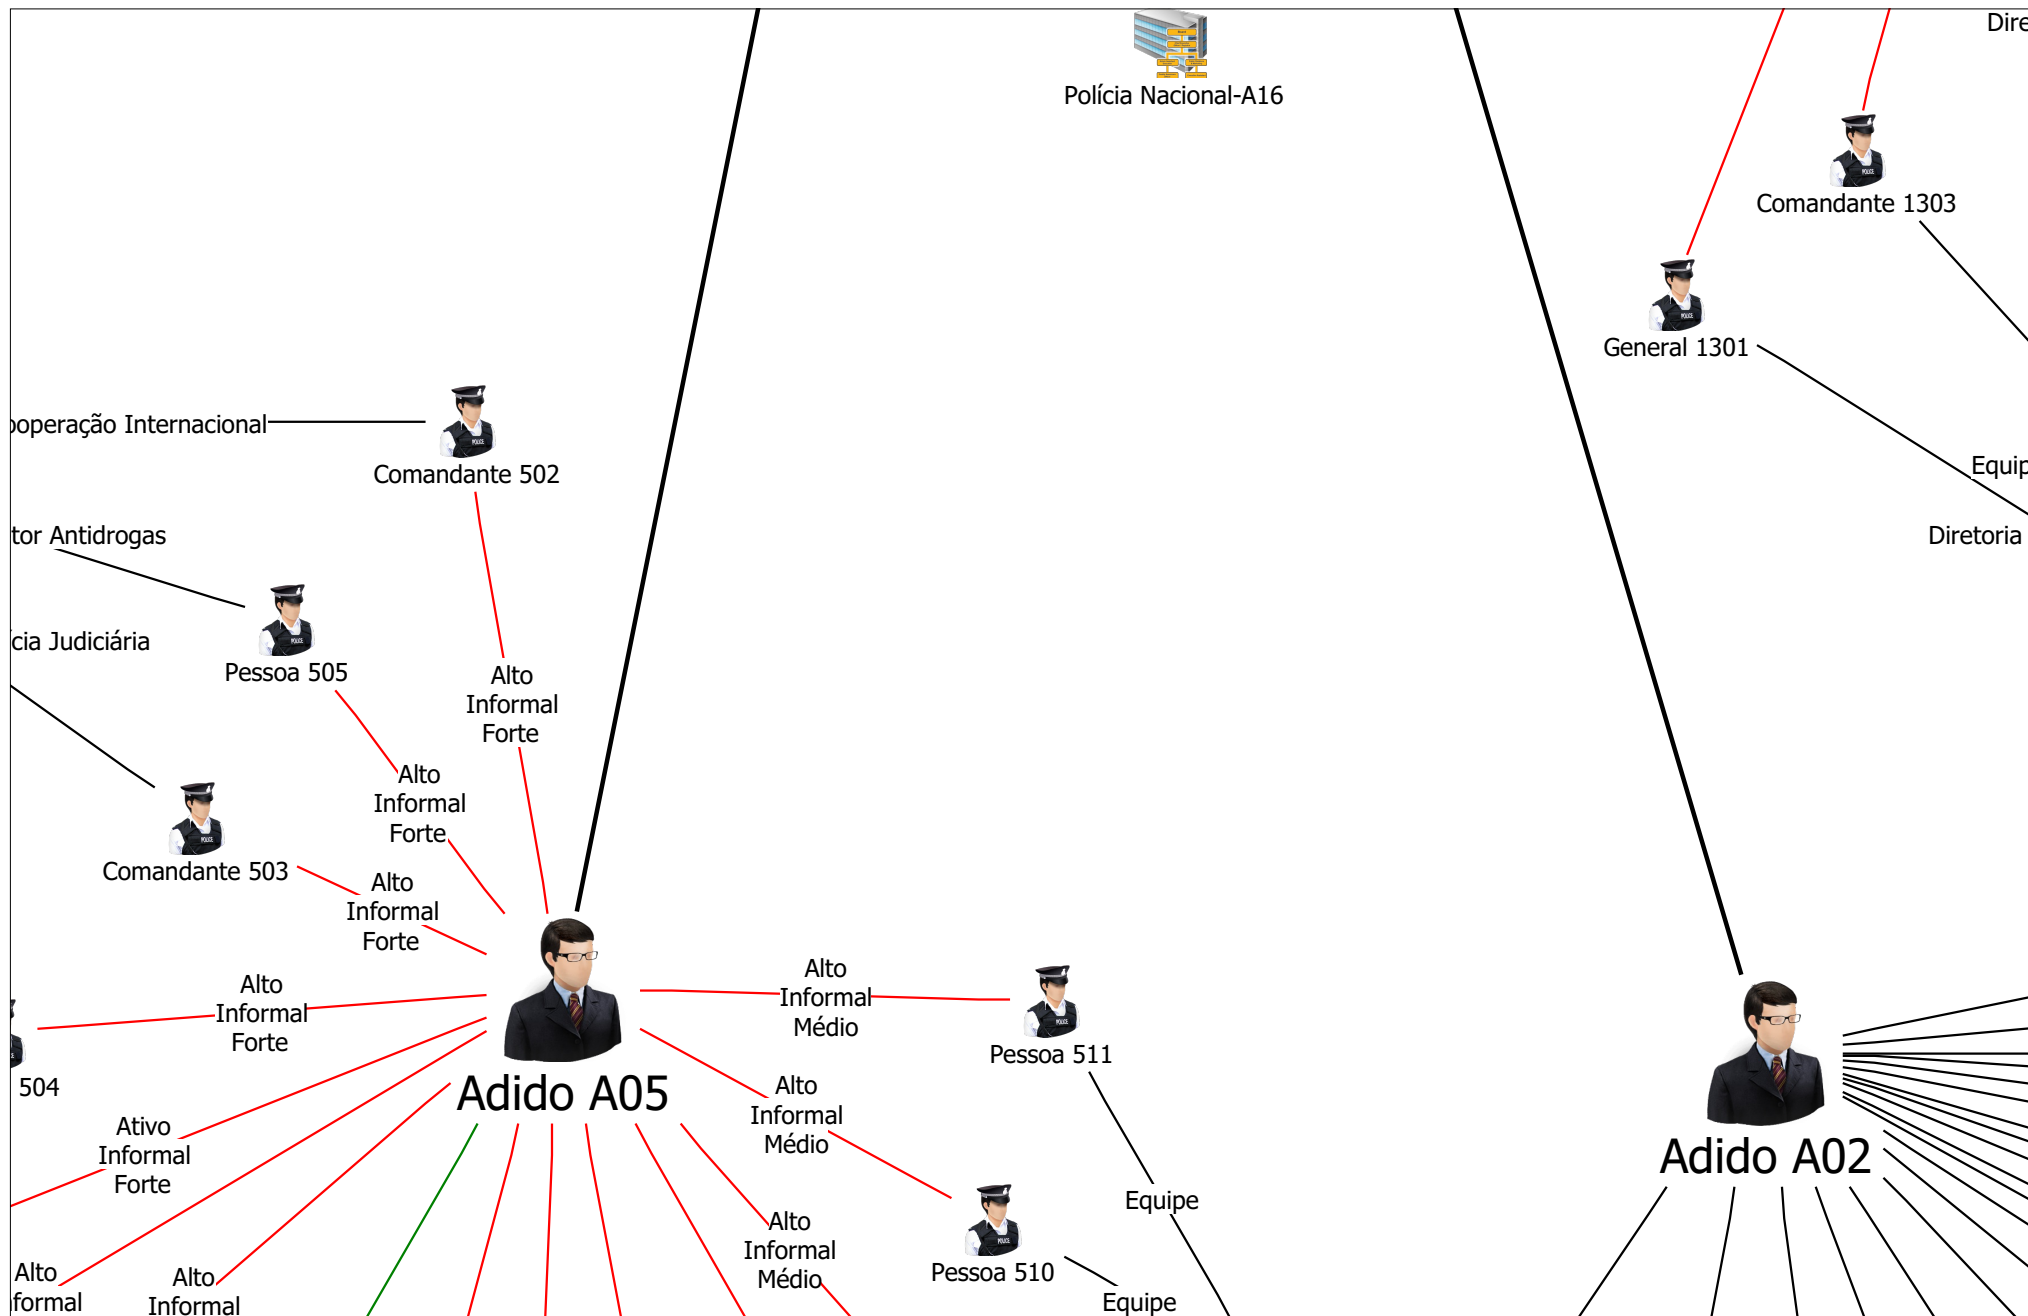 Dire
Polícia Nacional-A16
Comandante 1303
General 1301
ooperação Internacional
Comandante 502
Equip
tor Antidrogas
Diretoria
cia Judiciária
Pessoa 505
Alto
Informal
Forte
Alto
Informal
Forte
Comandante 503
Alto
Informal
Forte
Alto
Informal
Forte
Alto
Informal
Médio
Pessoa 511
504
Adido A05
Alto
Informal
Médio
Ativo
Informal
Forte
Adido A02
Equipe
Alto
Informal
Médio
Pessoa 510
Alto
formal
Alto
Informal
Equipe